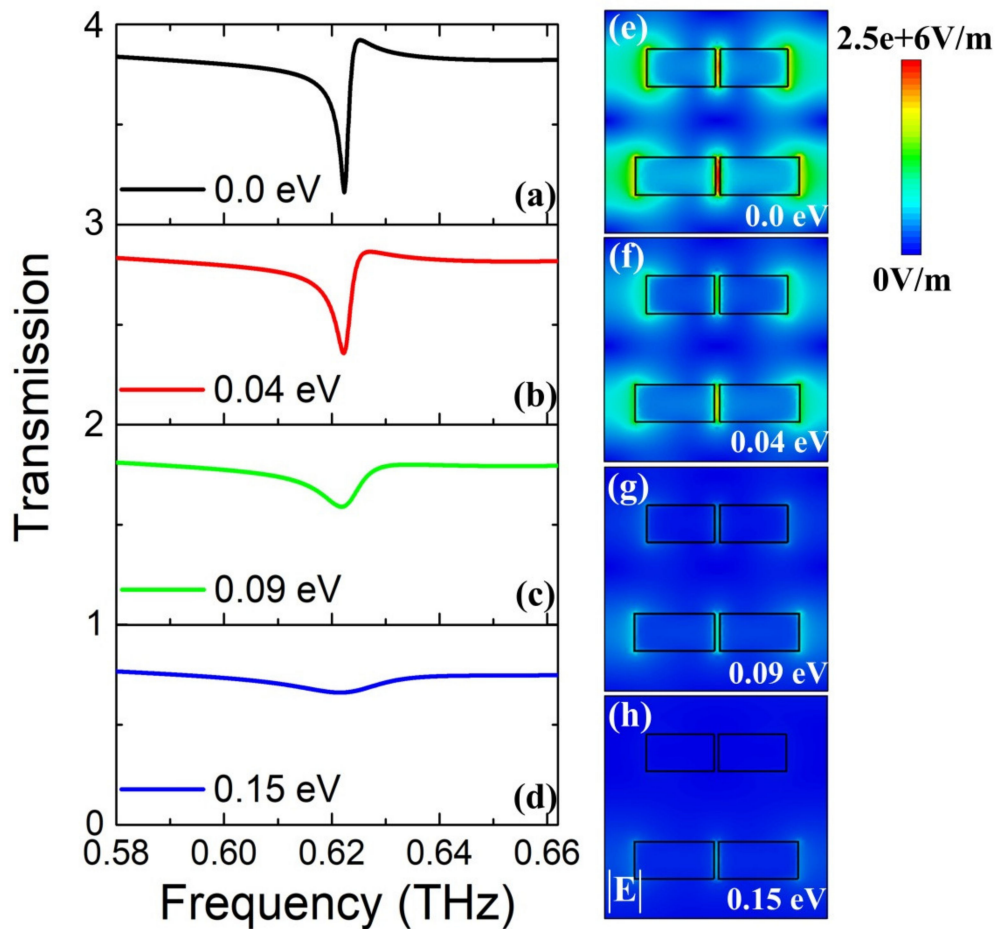 4
3
2
1
0
Transmission
0.0 eV
(a)
0.04 eV
(b)
0.09 eV
(c)
0.15 eV
(d)
0.58 0.60 0.62 0.64 0.66
Frequency (THz)
(e)
0.0 eV
(f)
0.04 eV
(g)
0.09 eV
(h)
|E|
0.15 eV
2.5e+6V/m
0V/m